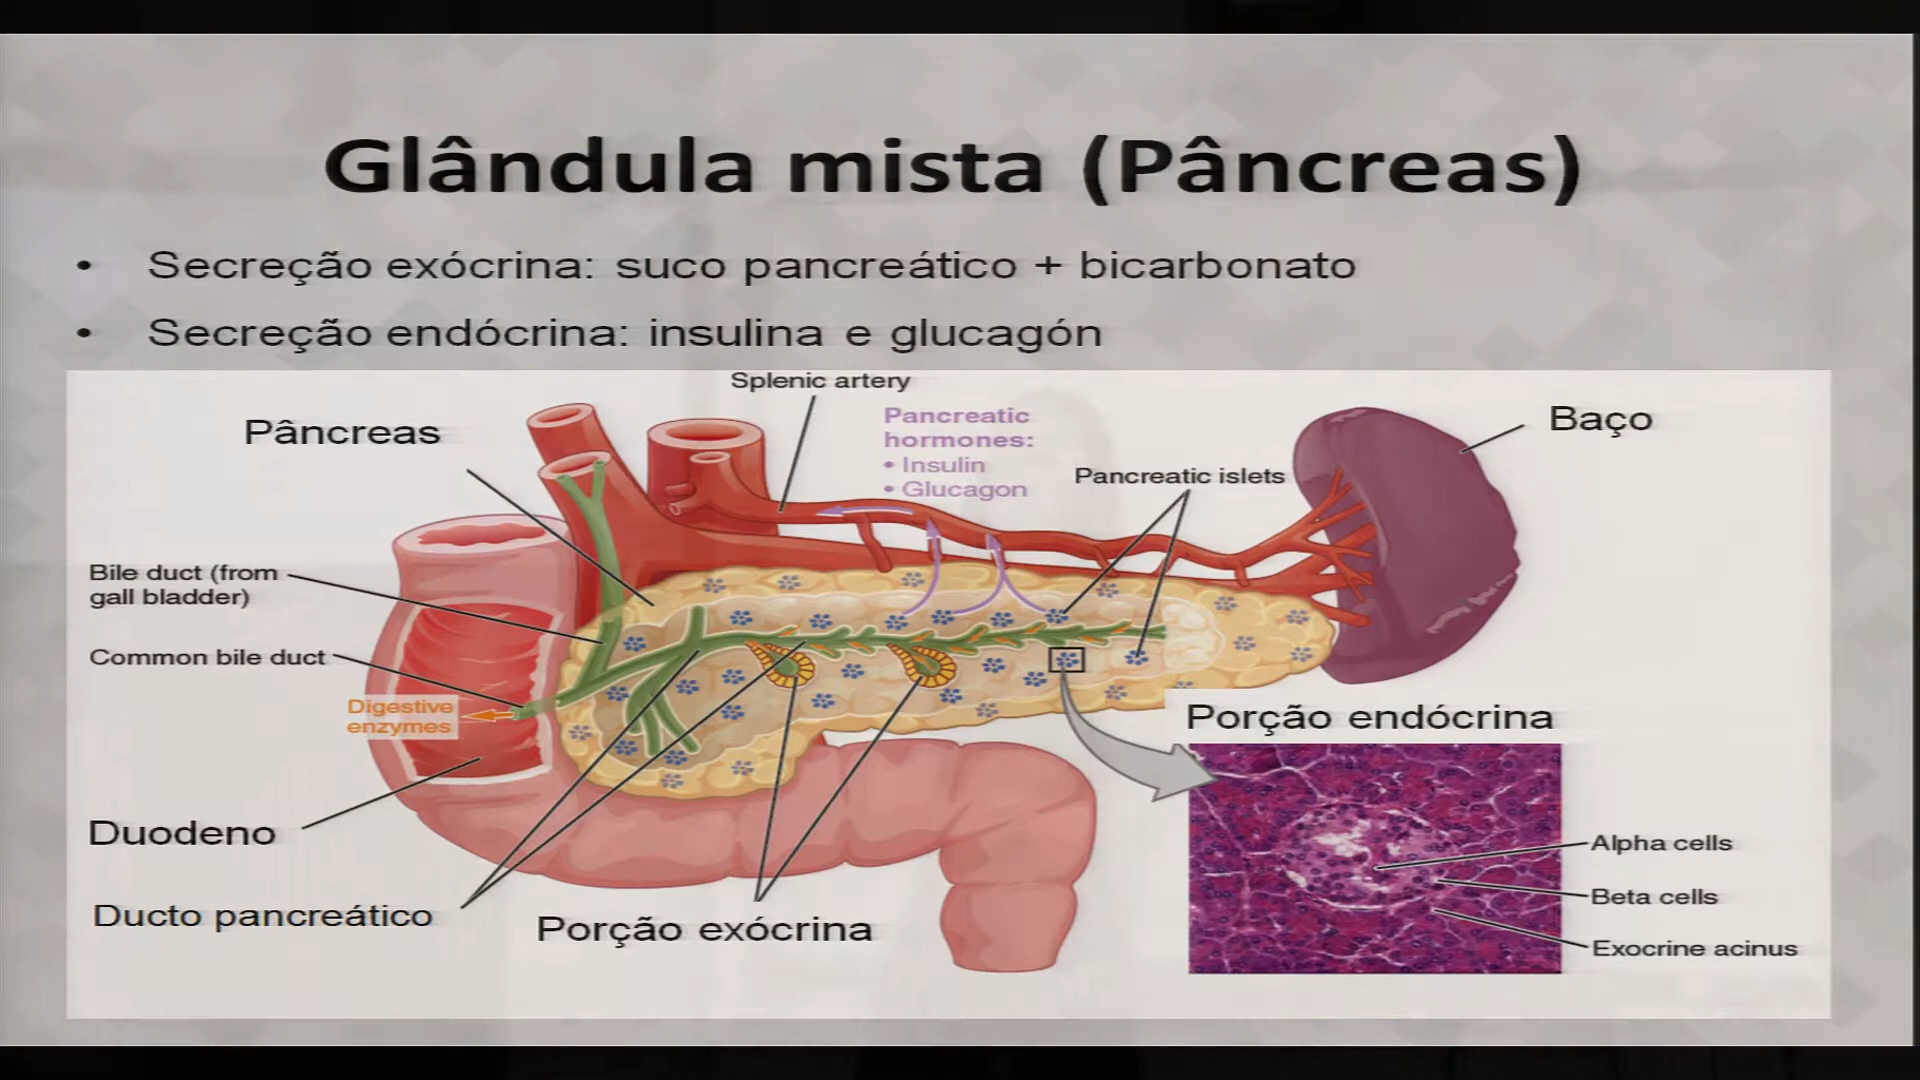 Glândula mista (Pâncreas)
• Secreção exócrina: suco pancreático + bicarbonato
• Secreção endócrina: insulina e glucagón
Splenic artery
Pâncreas
Pancreatic
hormones:
• Insulin
• Glucagon
Pancreatic islets
Baço
Bile duct (from
gall bladder)
Common bile duct
Digestive
enzymes
Porção endócrina
Duodeno
Ducto pancreático
Porção exócrina
Alpha cells
Beta cells
Exocrine acinus